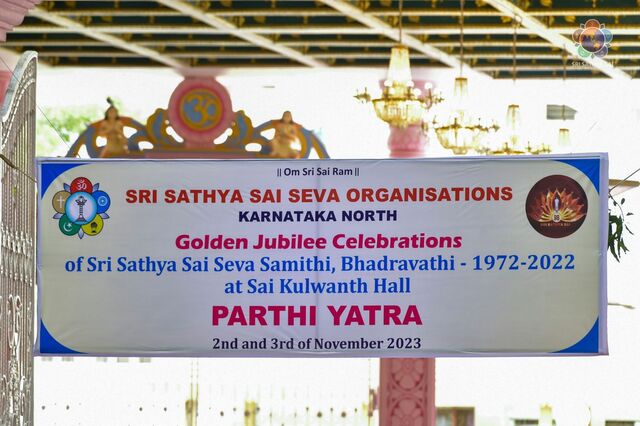 || Om Sri Sai Ram ||
SRI SATHYA SAI SEVA ORGANISATIONS
KARNATAKA NORTH
Golden Jubilee Celebrations
of Sri Sathya Sai Seva Samithi, Bhadravathi - 1972-2022
at Sai Kulwanth Hall
PARTHI YATRA
2nd and 3rd of November 2023
ॐ